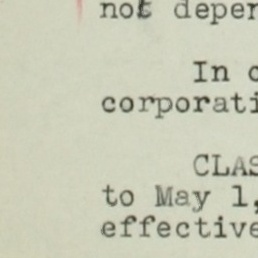 not depen
In c
corporati
CLAS
to May 1,
effective